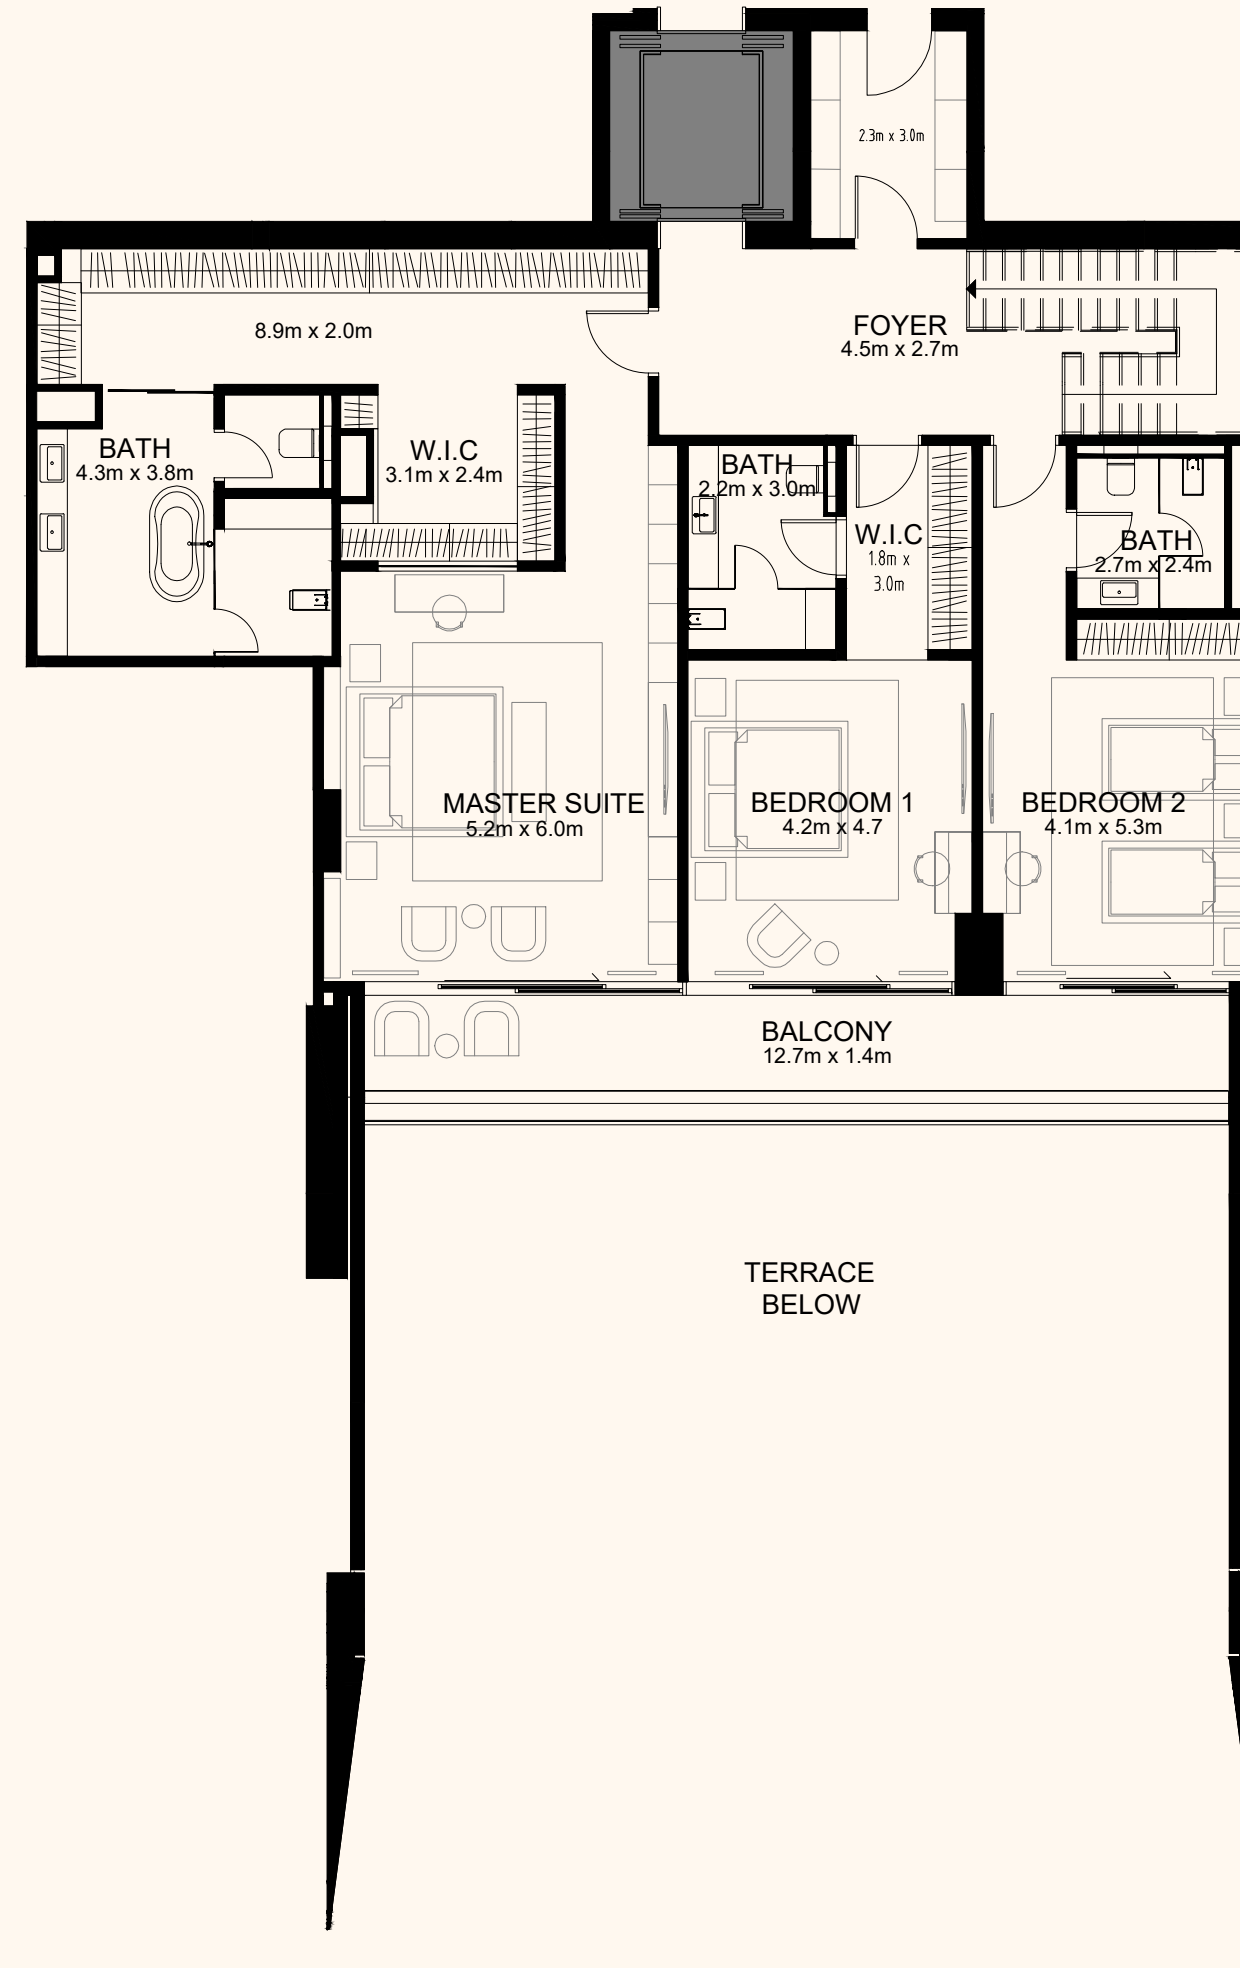 2.3m x 3.0m
FOYER
4.5m x 2.7m
8.9m x 2.0m
BATH
4.3m x 3.8m
W.I.C
3.1m x 2.4m
BATH
2.2m x 3.0m
W.I.C
1.8m x
3.0m
BATH
2.7m x 2.4m
MASTER SUITE
5.2m x 6.0m
BEDROOM 1
4.2m x 4.7
BEDROOM 2
4.1m x 5.3m
BALCONY
12.7m x 1.4m
TERRACE
BELOW